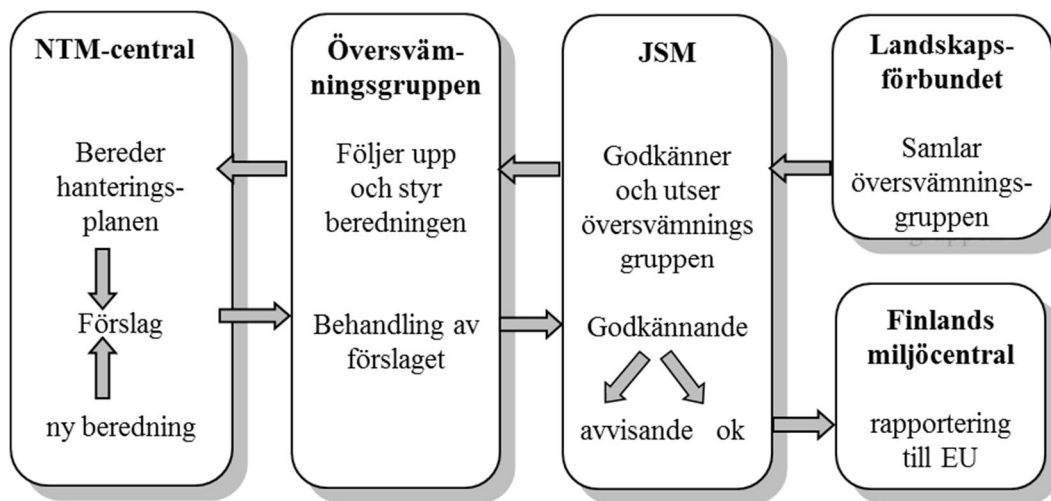 NTM-central
Bereder
hanterings-
planen
Förslag
ny beredning
Översväm-
ningsgruppen
Följer upp
och styr
beredningen
Behandling av
förslaget
JSM
Godkänner
och utser
översvämnings
gruppen
Godkännande
avvisande ok
Landskaps-
förbundet
Samlar
översvämnings-
gruppen
Finlands
miljöcentral
rapportering
till EU